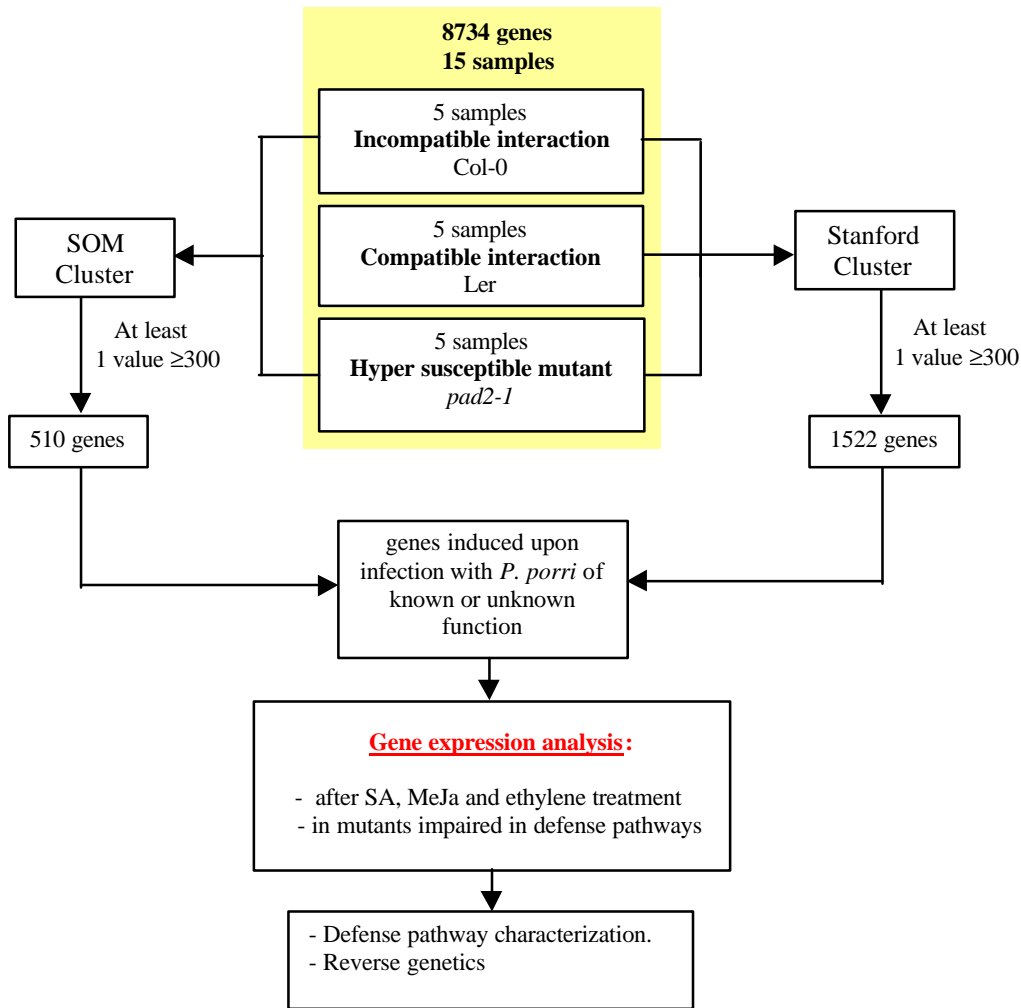 8734 genes
15 samples
5 samples
Incompatible interaction
Col-0
5 samples
Compatible interaction
Ler
5 samples
Hyper susceptible mutant
pad2-1
SOM
Cluster
Stanford
Cluster
At least
1 value ≥300
At least
1 value ≥300
510 genes
1522 genes
genes induced upon
infection with P. porri of
known or unknown
function
Gene expression analysis:
- after SA, MeJa and ethylene treatment
- in mutants impaired in defense pathways
- Defense pathway characterization.
- Reverse genetics